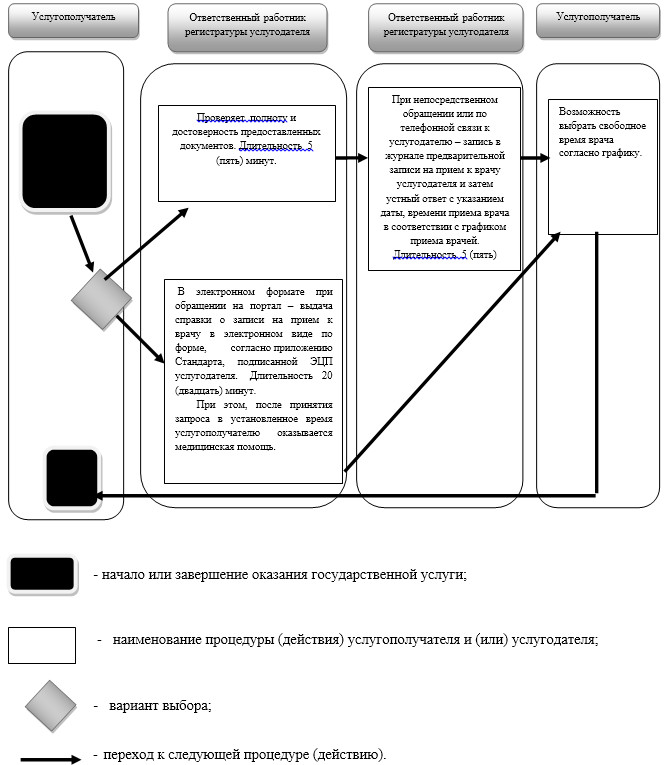 Услугополучатель
Ответственный работник
регистратуры услугодателя
Ответственный работник
регистратуры услугодателя
Услугополучатель
Проверяет полноту и
достоверность предоставленных
документов. Длительность 5
(пять) минут.
При непосредственном
обращении или по
телефонной связи к
услугодателю – запись в
журнале предварительной
записи на прием к врачу
услугодателя и затем
устный ответ с указанием
даты, времени приема врача
в соответствии с графиком
приема врачей.
Длительность 5 (пять)
Возможность
выбрать свободное
время врача
согласно графику.
В электронном формате при
обращении на портал – выдача
справки о записи на прием к
врачу в электронном виде по
форме, согласно приложению
Стандарта, подписанной ЭЦП
услугодателя. Длительность 20
(двадцать) минут.
При этом, после принятия
запроса в установленное время
услугополучателю оказывается
медицинская помощь.
- начало или завершение оказания государственной услуги;
- наименование процедуры (действия) услугополучателя и (или) услугодателя;
- вариант выбора;
- переход к следующей процедуре (действию).